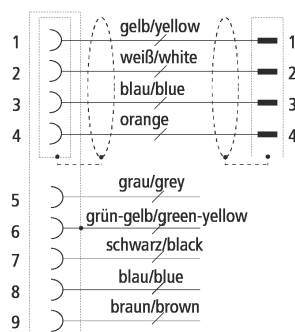 gelb/yellow
1 1
weiß/white
2 2
blau/blue
3 3
orange
4 4
grau/grey
5
grün-gelb/green-yellow
6
schwarz/black
7
blau/blue
8
braun/brown
9